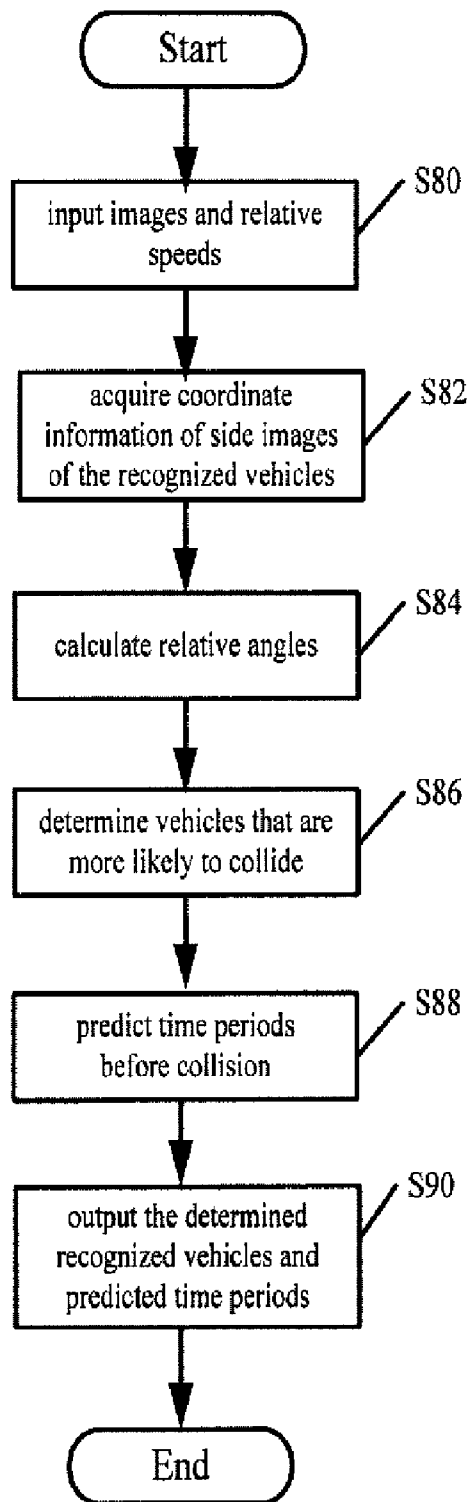 Start
S80
input images and relative
speeds
S82
acquire coordinate
information of side images
of the recognized vehicles
S84
calculate relative angles
S86
determine vehicles that are
more likely to collide
S88
predict time periods
before collision
S90
output the determined
recognized vehicles and
predicted time periods
End